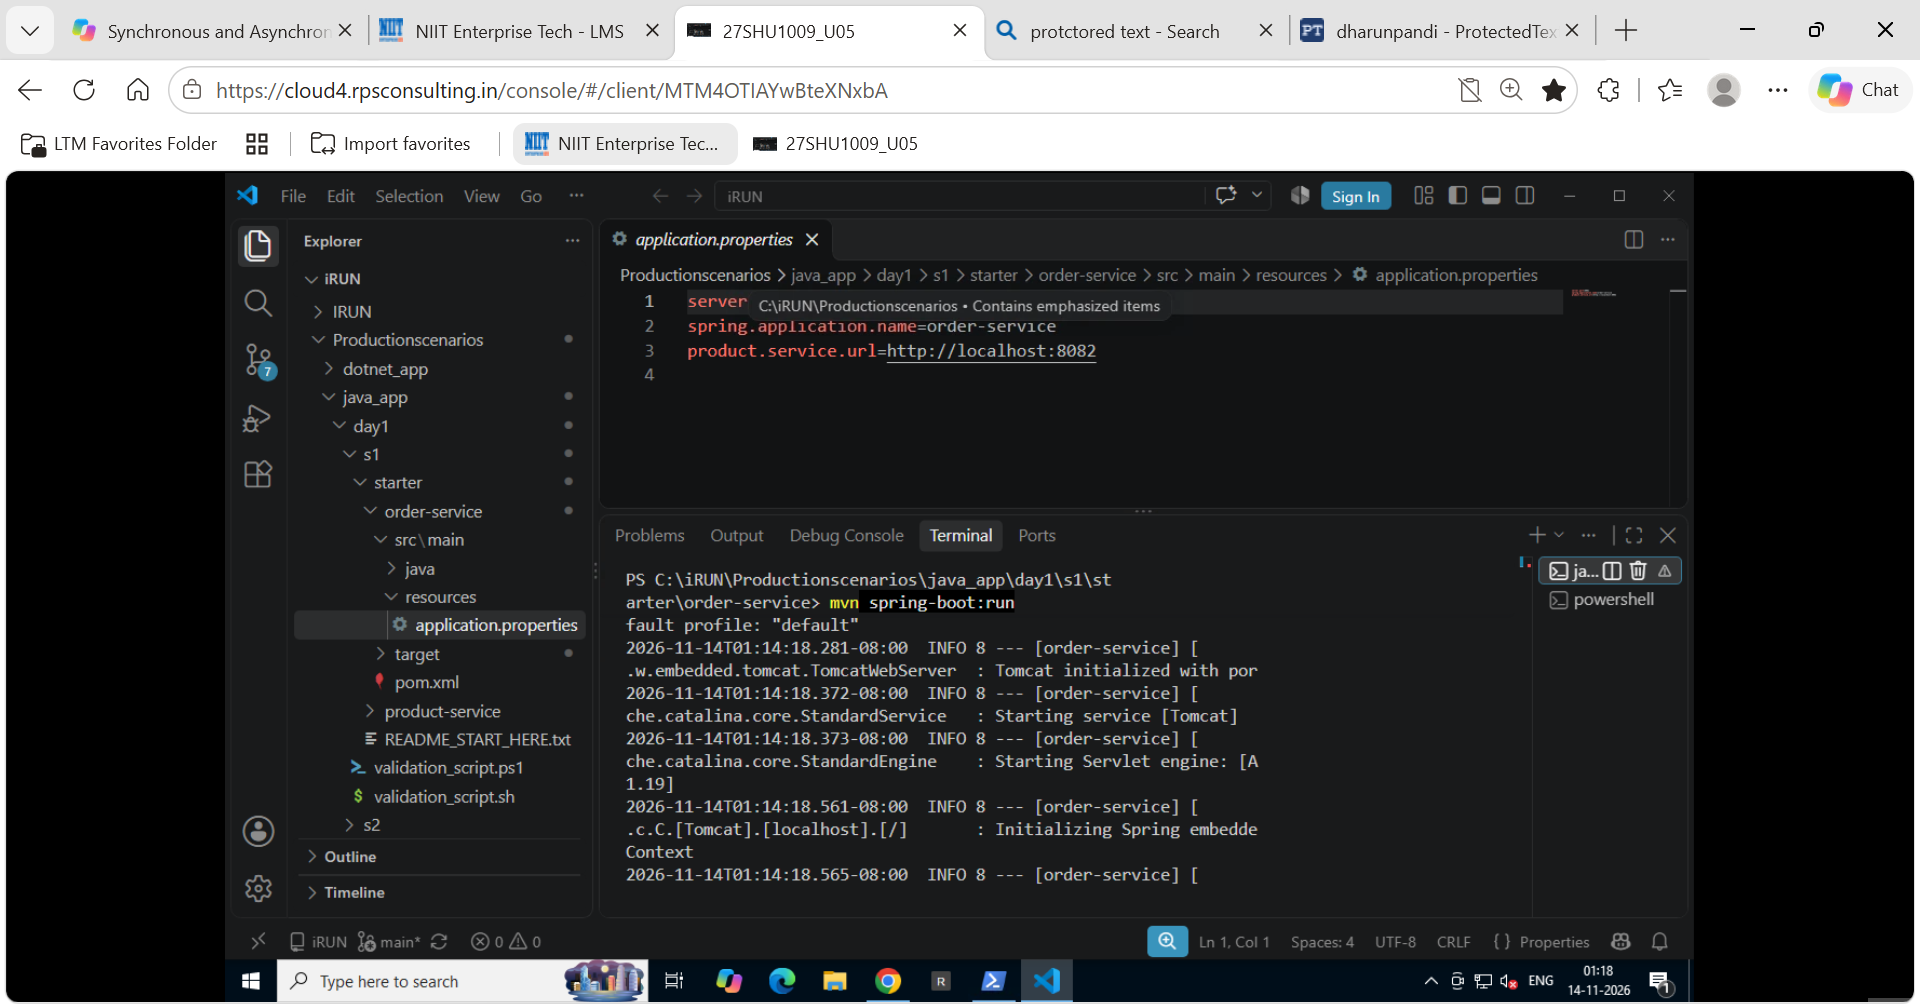 Synchronous and Asynchron
NIIT Enterprise Tech - LMS
27SHU1009_U05
protctored text - Search
dharunpandi - ProtectedTex
https://cloud4.rpsconsulting.in/console/#/client/MTM4OTIAYwBteXNxbA
Chat
LTM Favorites Folder
Import favorites
NIIT Enterprise Tec...
27SHU1009_U05
File Edit Selection View Go ...
iRUN
Sign In
Explorer
iRUN
IRUN
Productionscenarios
dotnet_app
java_app
day1
s1
starter
order-service
src\main
java
resources
application.properties
target
pom.xml
product-service
README_START_HERE.txt
validation_script.ps1
validation_script.sh
s2
Outline
Timeline
7
application.properties
Productionscenarios > java_app > day1 > s1 > starter > order-service > src > main > resources > application.properties
1 server
C:\iRUN\Productionscenarios • Contains emphasized items
2 spring.application.name=order-service
3 product.service.url=http://localhost:8082
4
Problems Output Debug Console Terminal Ports
PS C:\iRUN\Productionscenarios\java_app\day1\s1\st
arter\order-service> mvn spring-boot:run
fault profile: "default"
2026-11-14T01:14:18.281-08:00  INFO 8 --- [order-service] [
.w.embedded.tomcat.TomcatWebServer  : Tomcat initialized with por
2026-11-14T01:14:18.372-08:00  INFO 8 --- [order-service] [
che.catalina.core.StandardService   : Starting service [Tomcat]
2026-11-14T01:14:18.373-08:00  INFO 8 --- [order-service] [
che.catalina.core.StandardEngine    : Starting Servlet engine: [A
1.19]
2026-11-14T01:14:18.561-08:00  INFO 8 --- [order-service] [
.c.C.[Tomcat].[localhost].[/]       : Initializing Spring embedde
Context
2026-11-14T01:14:18.565-08:00  INFO 8 --- [order-service] [
ja...
powershell
iRUN main* 0 0
Ln 1, Col 1 Spaces: 4 UTF-8 CRLF { } Properties
Type here to search
R
ENG
01:18
14-11-2026
1